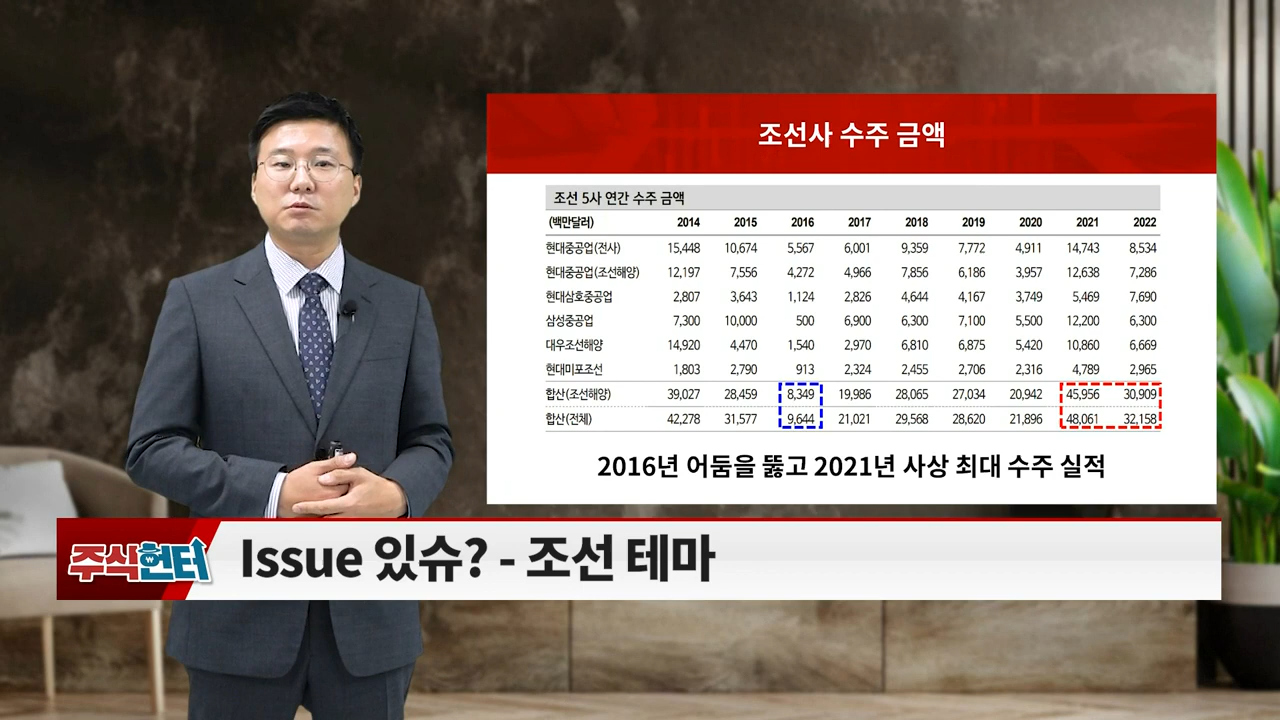 조선사 수주 금액
조선 5사 연간 수주 금액
(백만달러) 2014 2015 2016 2017 2018 2019 2020 2021 2022
현대중공업(전사) 15,448 10,674 5,567 6,001 9,359 7,772 4,911 14,743 8,534
현대중공업(조선해양) 12,197 7,556 4,272 4,966 7,856 6,186 3,957 12,638 7,286
현대삼호중공업 2,807 3,643 1,124 2,826 4,644 4,167 3,749 5,469 7,690
삼성중공업 7,300 10,000 500 6,900 6,300 7,100 5,500 12,200 6,300
대우조선해양 14,920 4,470 1,540 2,970 6,810 6,875 5,420 10,860 6,669
현대미포조선 1,803 2,790 913 2,324 2,455 2,706 2,316 4,789 2,965
합산(조선해양) 39,027 28,459 8,349 19,986 28,065 27,034 20,942 45,956 30,909
합산(전체) 42,278 31,577 9,644 21,021 29,568 28,620 21,896 48,061 32,158
2016년 어둠을 뚫고 2021년 사상 최대 수주 실적
주식헌터
Issue 있슈? - 조선 테마